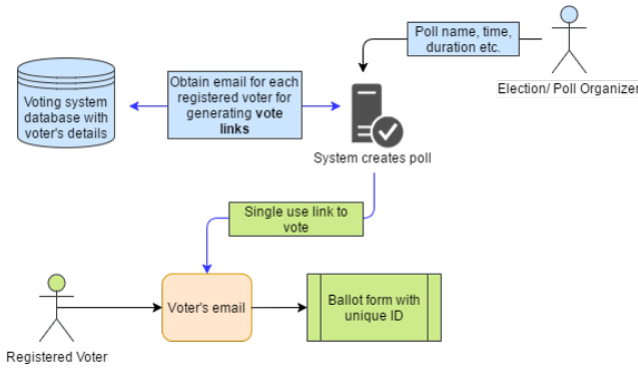 Poll name, time,
duration etc.
Election/ Poll Organizer
Voting system
database with
voter's details
Obtain email for each
registered voter for
generating vote
links
System creates poll
Single use link to
vote
Voter's email
Ballot form with
unique ID
Registered Voter